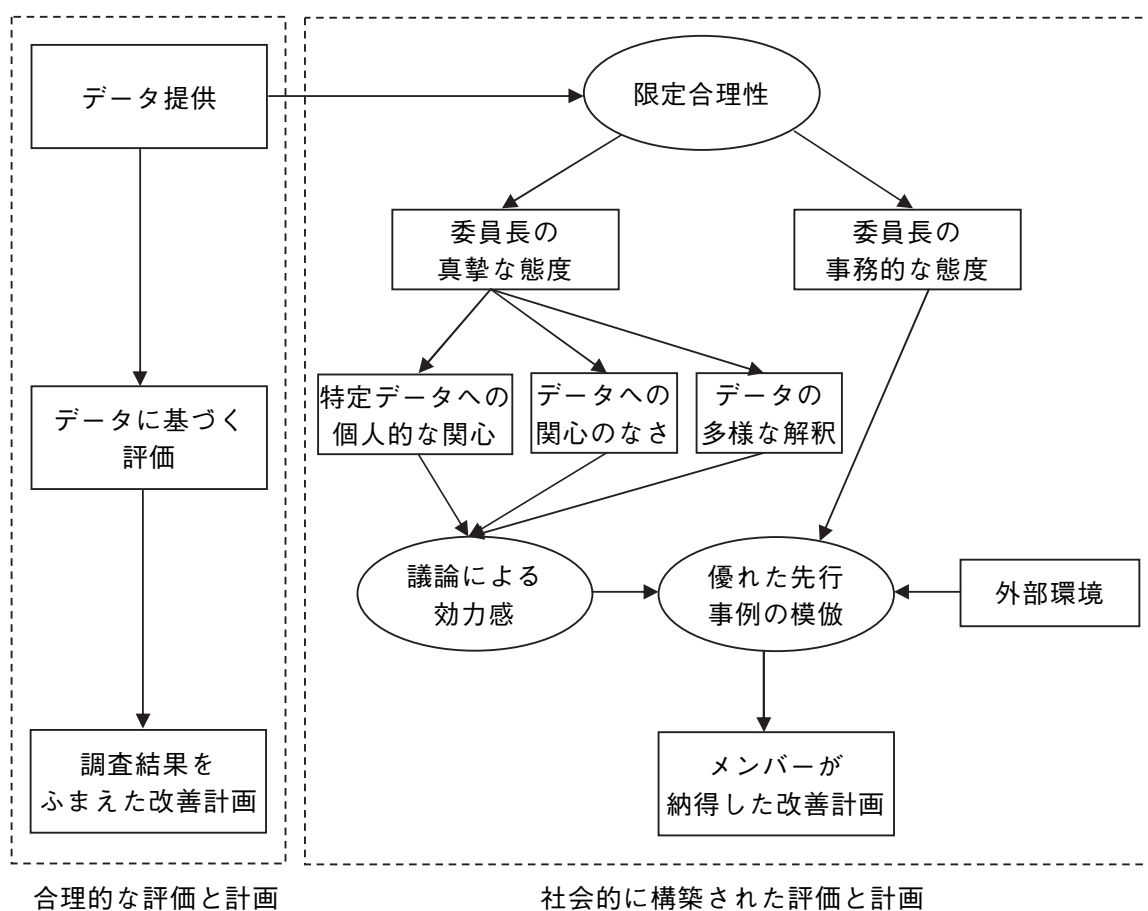 データ提供
限定合理性
委員長の
真摯な態度
委員長の
事務的な態度
データに基づく
評価
特定データへの
個人的な関心
データへの
関心のなさ
データの
多様な解釈
議論による
効力感
優れた先行
事例の模倣
外部環境
調査結果を
ふまえた改善計画
メンバーが
納得した改善計画
合理的な評価と計画
社会的に構築された評価と計画